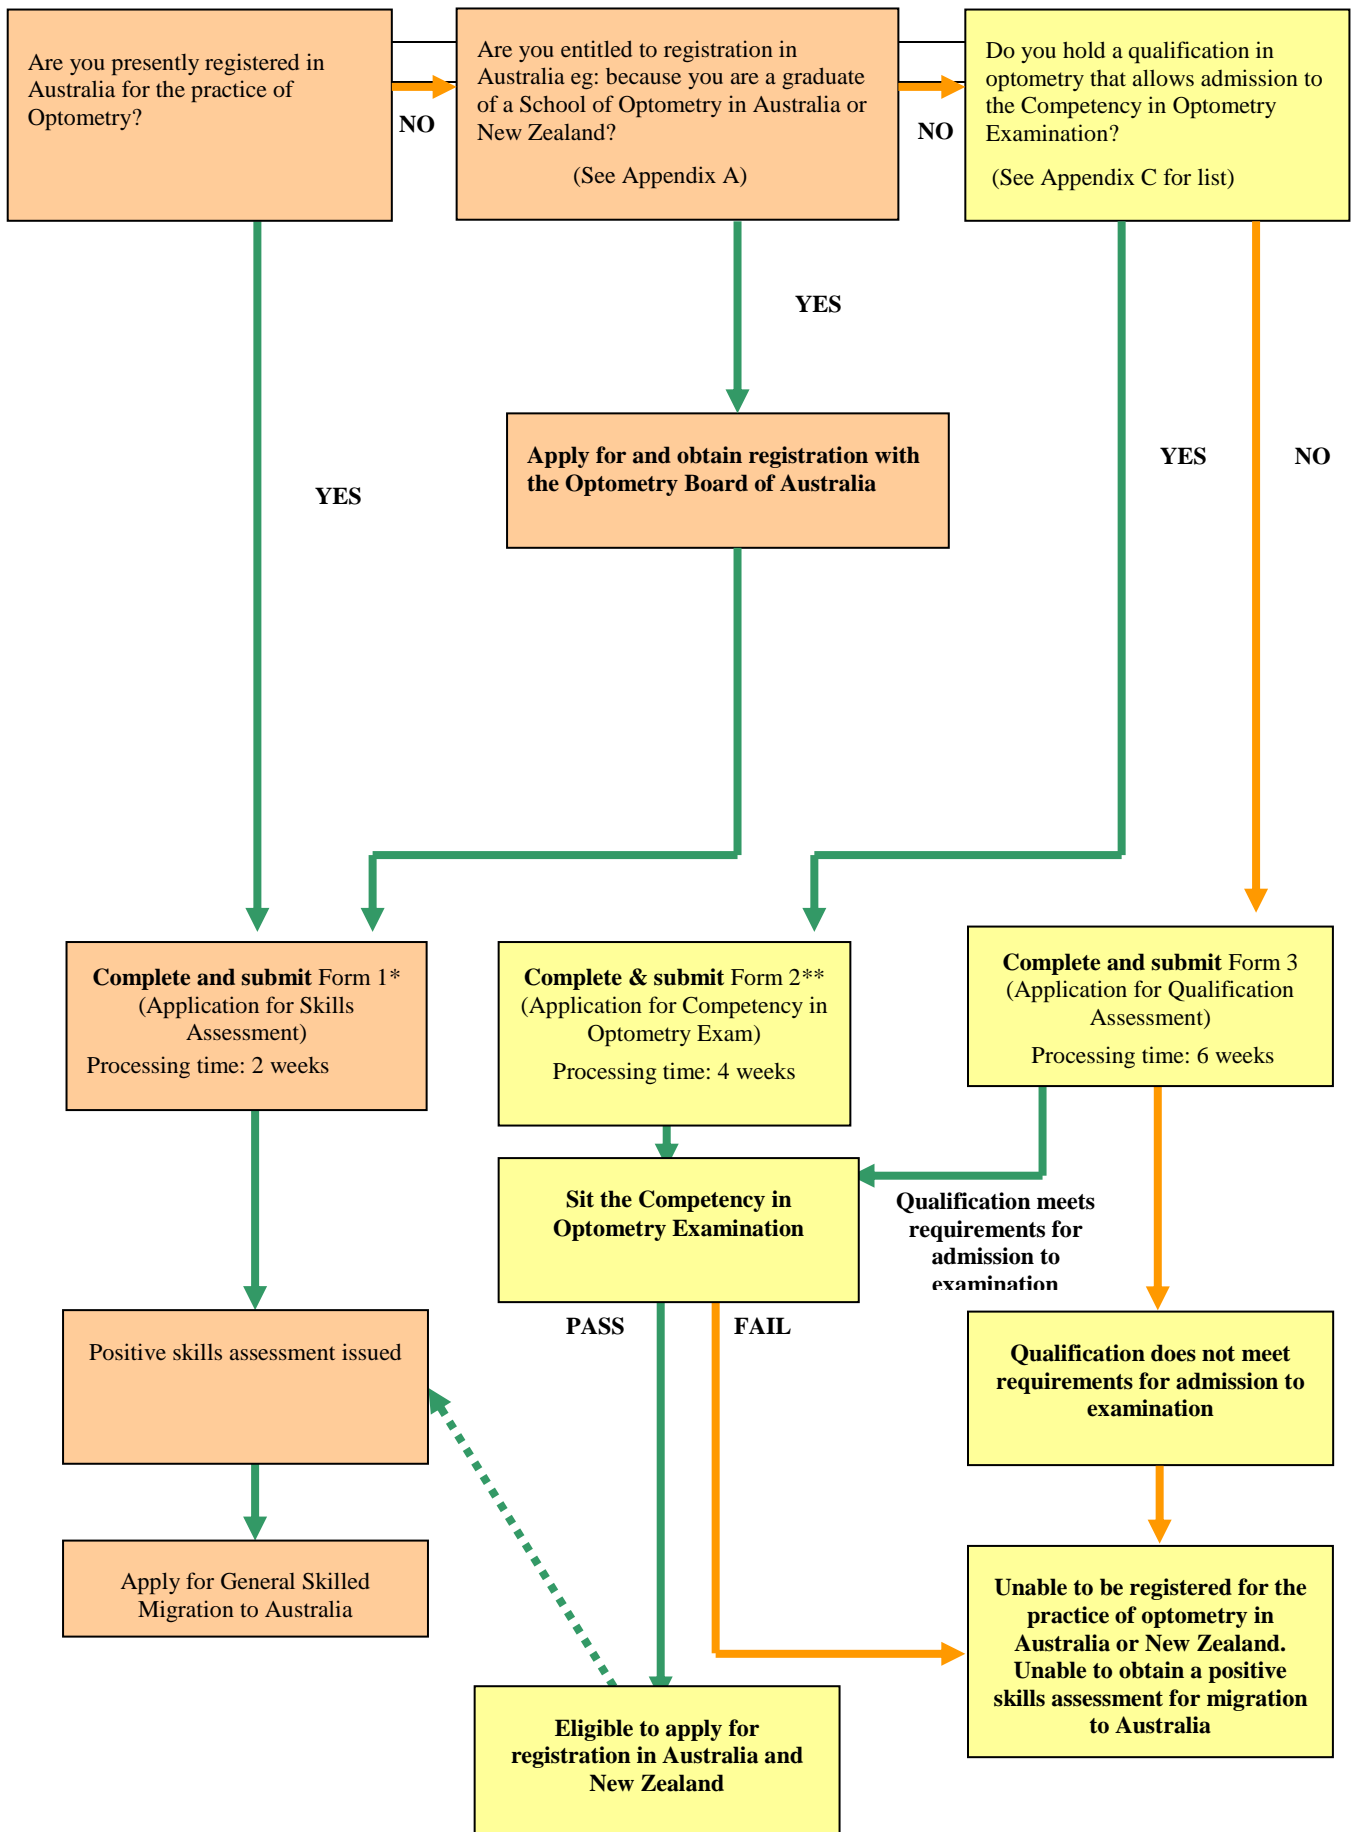 Are you presently registered in
Australia for the practice of
Optometry?
NO
Are you entitled to registration in
Australia eg: because you are a graduate
of a School of Optometry in Australia or
New Zealand?
(See Appendix A)
NO
Do you hold a qualification in
optometry that allows admission to
the Competency in Optometry
Examination?
(See Appendix C for list)
YES
Apply for and obtain registration with
the Optometry Board of Australia
YES
YES
NO
Complete and submit Form 1*
(Application for Skills
Assessment)
Processing time: 2 weeks
Complete & submit Form 2**
(Application for Competency in
Optometry Exam)
Processing time: 4 weeks
Complete and submit Form 3
(Application for Qualification
Assessment)
Processing time: 6 weeks
Sit the Competency in
Optometry Examination
Qualification meets
requirements for
admission to
examination
PASS
FAIL
Positive skills assessment issued
Qualification does not meet
requirements for admission to
examination
Apply for General Skilled
Migration to Australia
Unable to be registered for the
practice of optometry in
Australia or New Zealand.
Unable to obtain a positive
skills assessment for migration
to Australia
Eligible to apply for
registration in Australia and
New Zealand